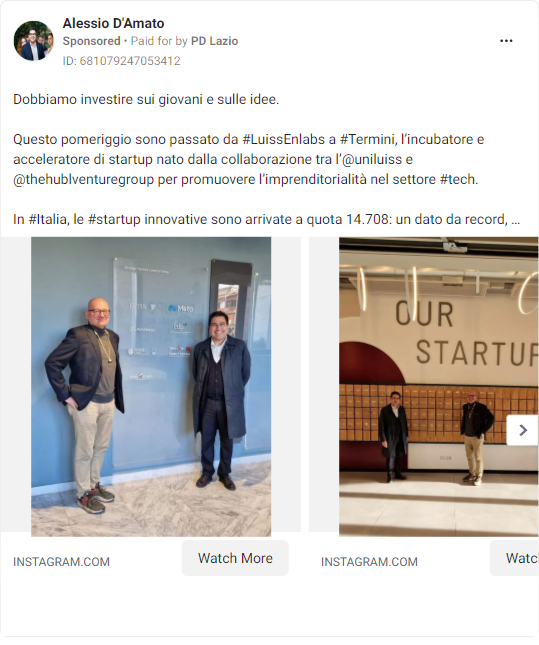 Alessio D'Amato
Sponsored • Paid for by PD Lazio
ID: 681079247053412
Dobbiamo investire sui giovani e sulle idee.
Questo pomeriggio sono passato da #LuissEnlabs a #Termini, l'incubatore e
acceleratore di startup nato dalla collaborazione tra l'@uniluiss e
@thehublventuregroup per promuovere l'imprenditorialità nel settore #tech.
In #Italia, le #startup innovative sono arrivate a quota 14.708: un dato da record, ...
OUR
STARTUP
INSTAGRAM.COM
Watch More
INSTAGRAM.COM
Watc